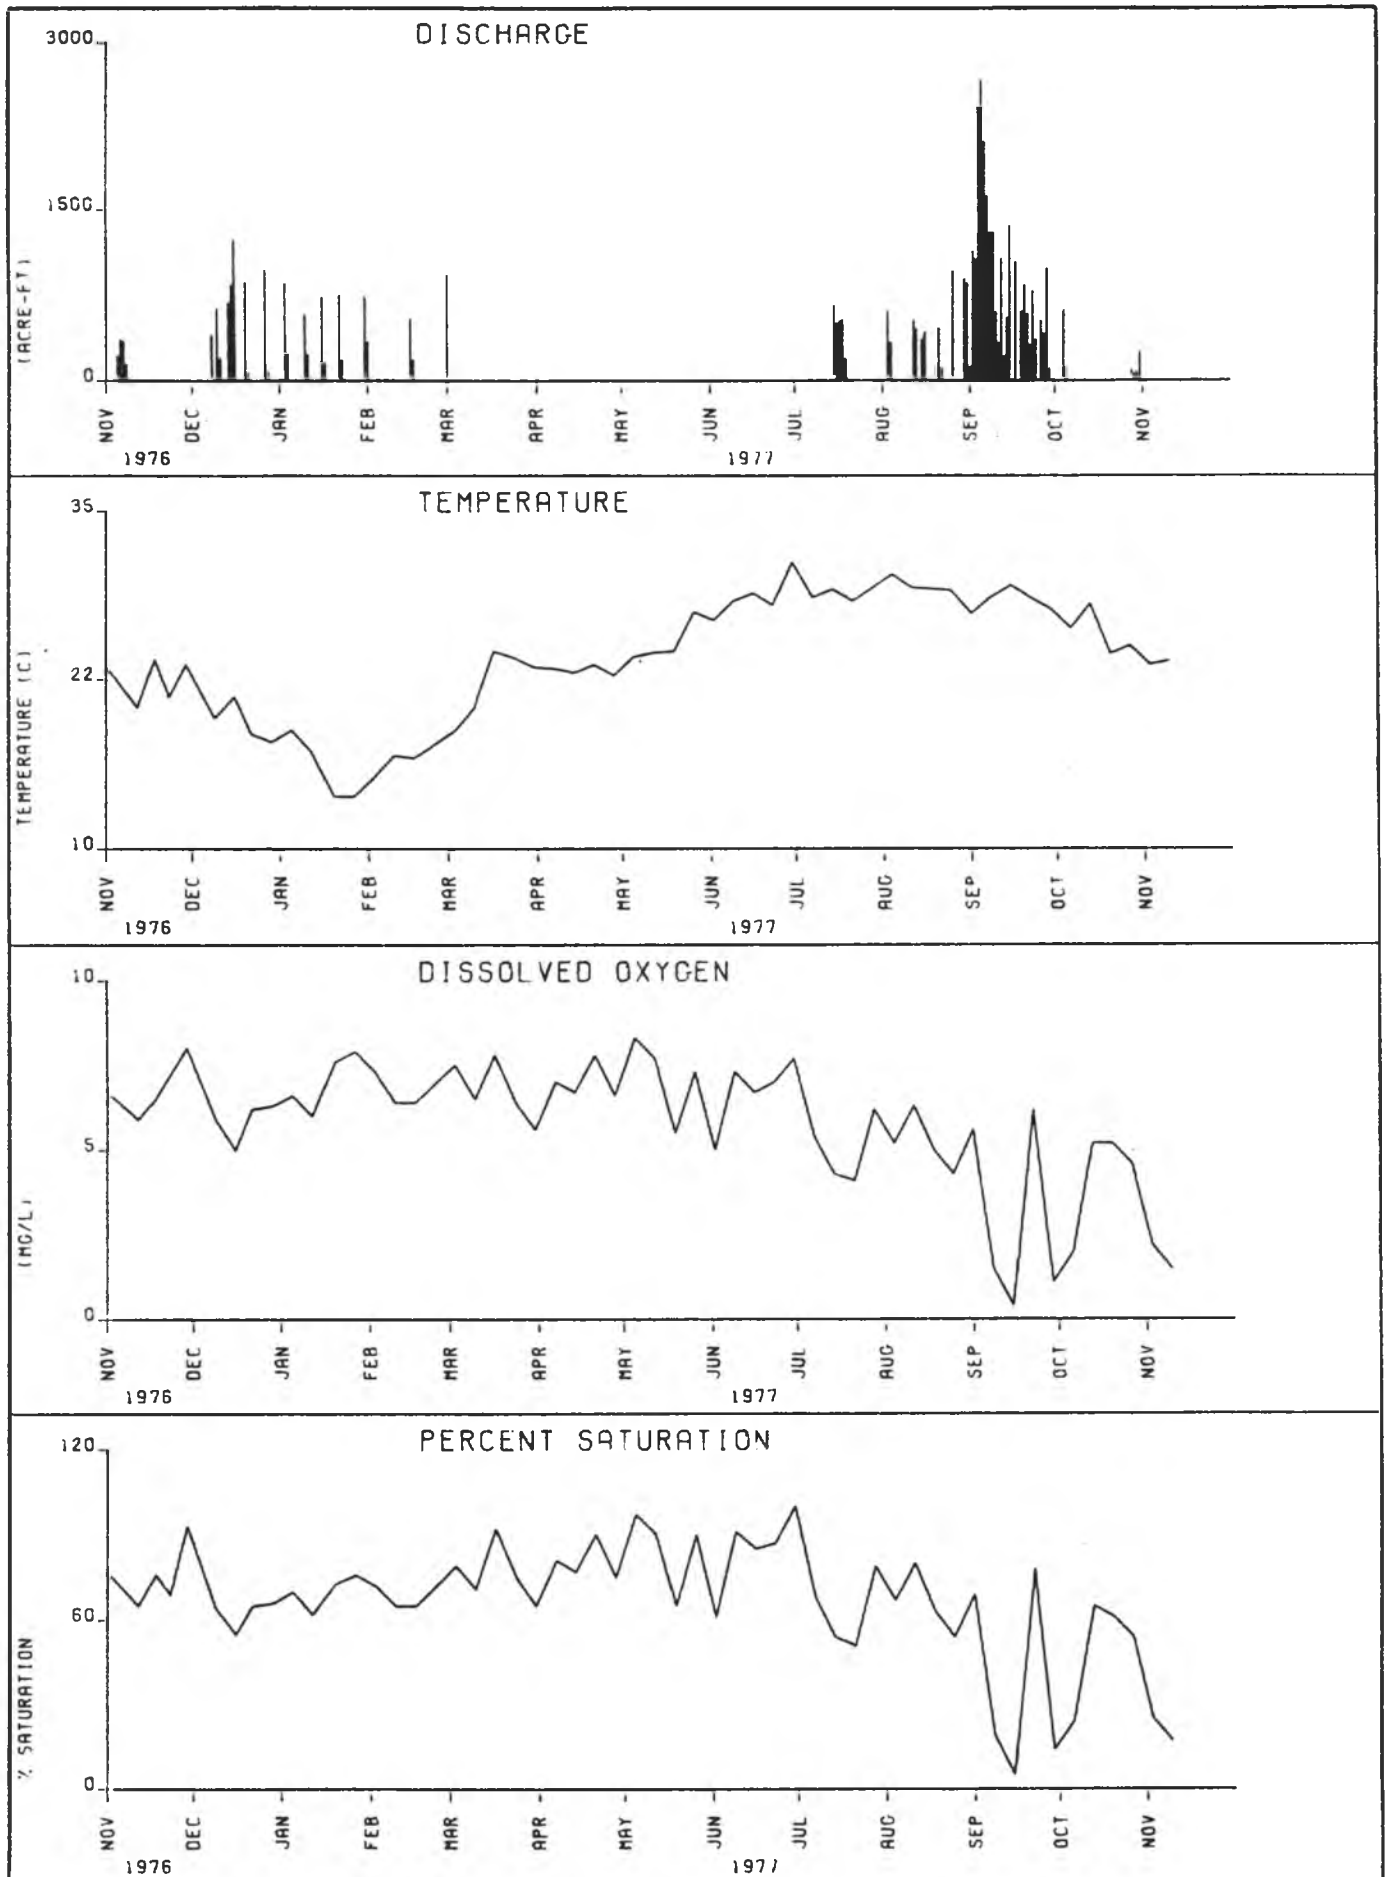 DISCHARGE
3000
1500
0
(ACRE-FT)
NOV DEC JAN FEB MAR APR MAY JUN JUL AUG SEP OCT NOV
1976 1977
TEMPERATURE
35
22
10
TEMPERATURE (C)
NOV DEC JAN FEB MAR APR MAY JUN JUL AUG SEP OCT NOV
1976 1977
DISSOLVED OXYGEN
10
5
0
(MG/L)
NOV DEC JAN FEB MAR APR MAY JUN JUL AUG SEP OCT NOV
1976 1977
PERCENT SATURATION
120
60
0
% SATURATION
NOV DEC JAN FEB MAR APR MAY JUN JUL AUG SEP OCT NOV
1976 1977